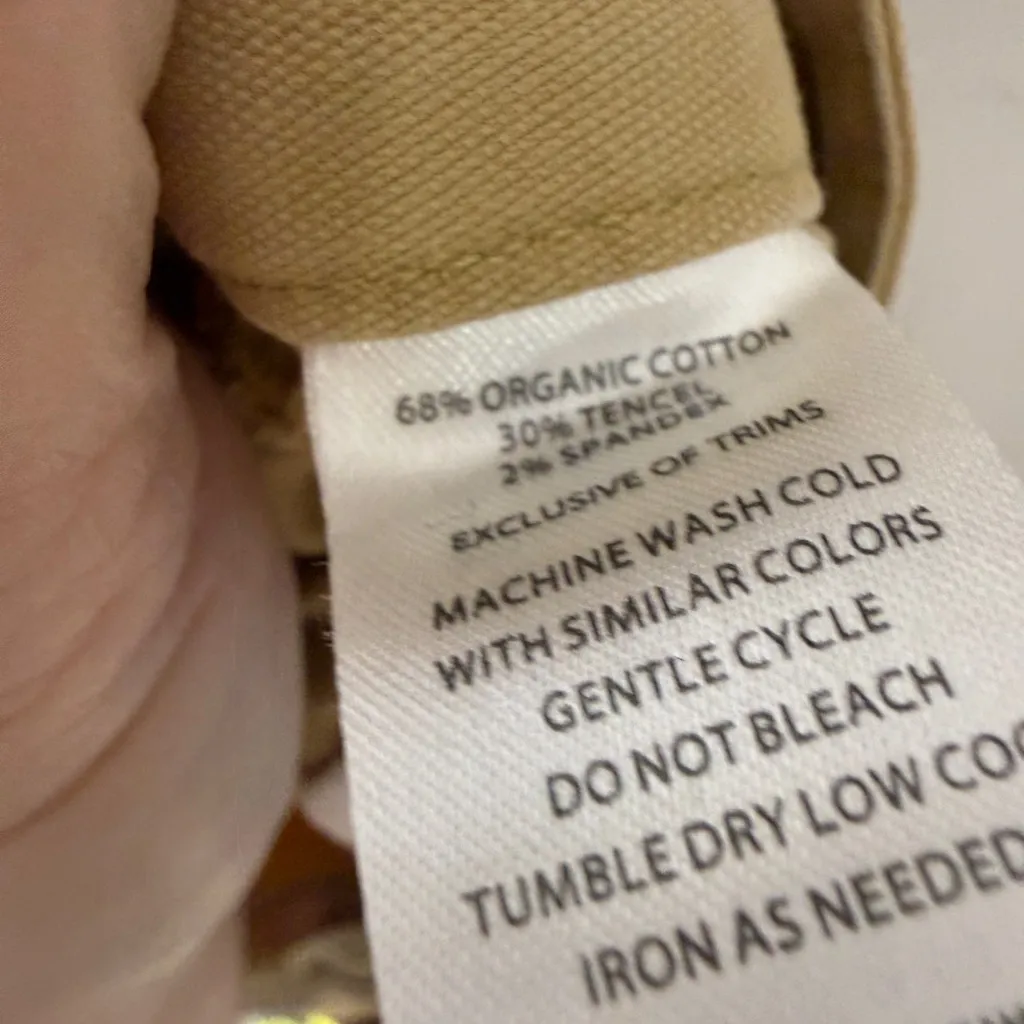 68% ORGANIC COTTON
30% TENCEL
2% SPANDEX
EXCLUSIVE OF TRIMS
MACHINE WASH COLD
WITH SIMILAR COLORS
GENTLE CYCLE
DO NOT BLEACH
TUMBLE DRY LOW COO
IRON AS NEEDED